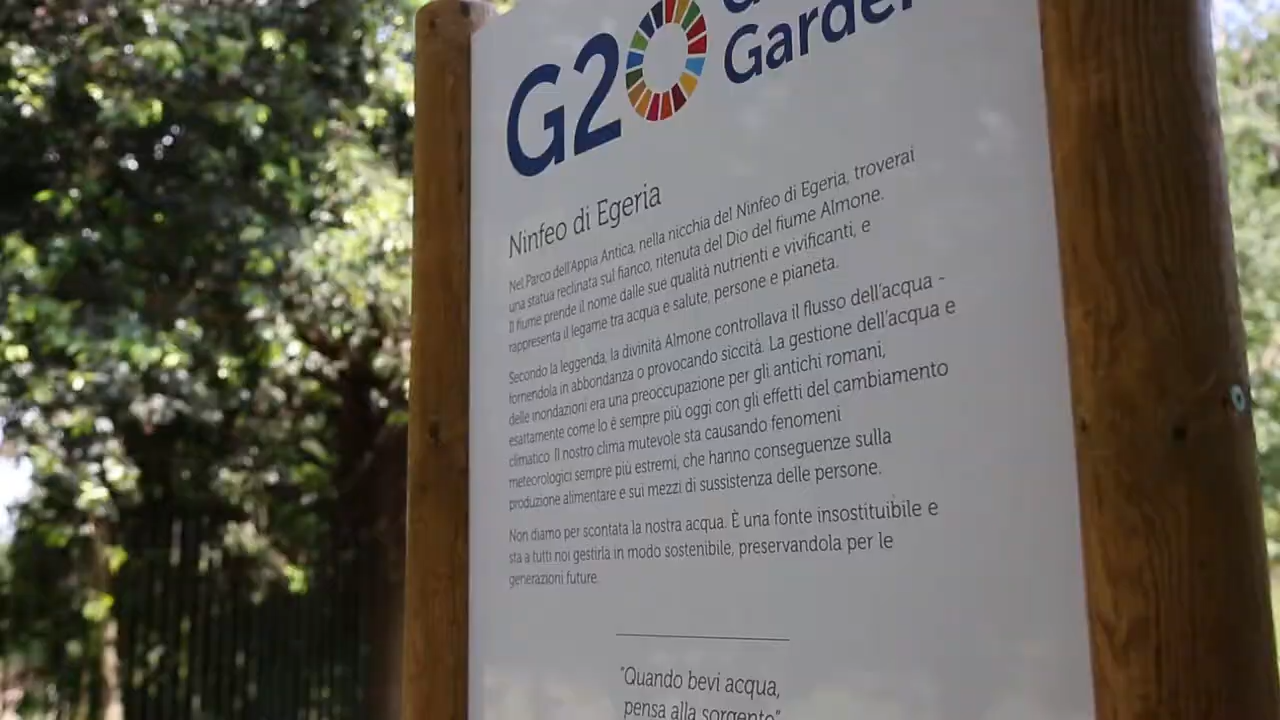 G20
Garden
Ninfeo di Egeria
Nel Parco dell'Appia Antica, nella nicchia del Ninfeo di Egeria, troverai
una statua reclinata sul fianco, ritenuta del Dio del fiume Almone.
Il fiume prende il nome dalle sue qualità nutrienti e vivificanti, e
rappresenta il legame tra acqua e salute, persone e pianeta.
Secondo la leggenda, la divinità Almone controllava il flusso dell'acqua -
fornendola in abbondanza o provocando siccità. La gestione dell'acqua e
delle inondazioni era una preoccupazione per gli antichi romani,
esattamente come lo è sempre più oggi con gli effetti del cambiamento
climatico. Il nostro clima mutevole sta causando fenomeni
meteorologici sempre più estremi, che hanno conseguenze sulla
produzione alimentare e sui mezzi di sussistenza delle persone.
Non diamo per scontata la nostra acqua. È una fonte insostituibile e
sta a tutti noi gestirla in modo sostenibile, preservandola per le
generazioni future.
"Quando bevi acqua,
pensa alla sorgente"